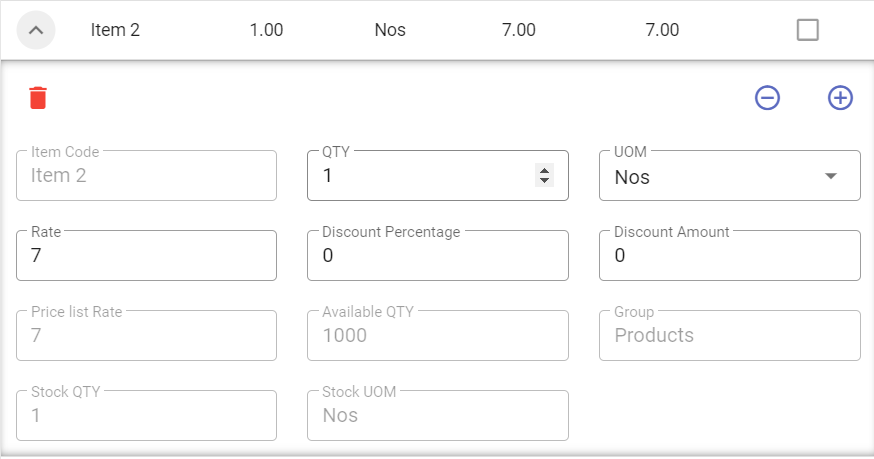 Item 2 1.00 Nos 7.00 7.00
Item Code QTY UOM
Item 2 1 Nos
Rate Discount Percentage Discount Amount
7 0 0
Price list Rate Available QTY Group
7 1000 Products
Stock QTY Stock UOM
1 Nos